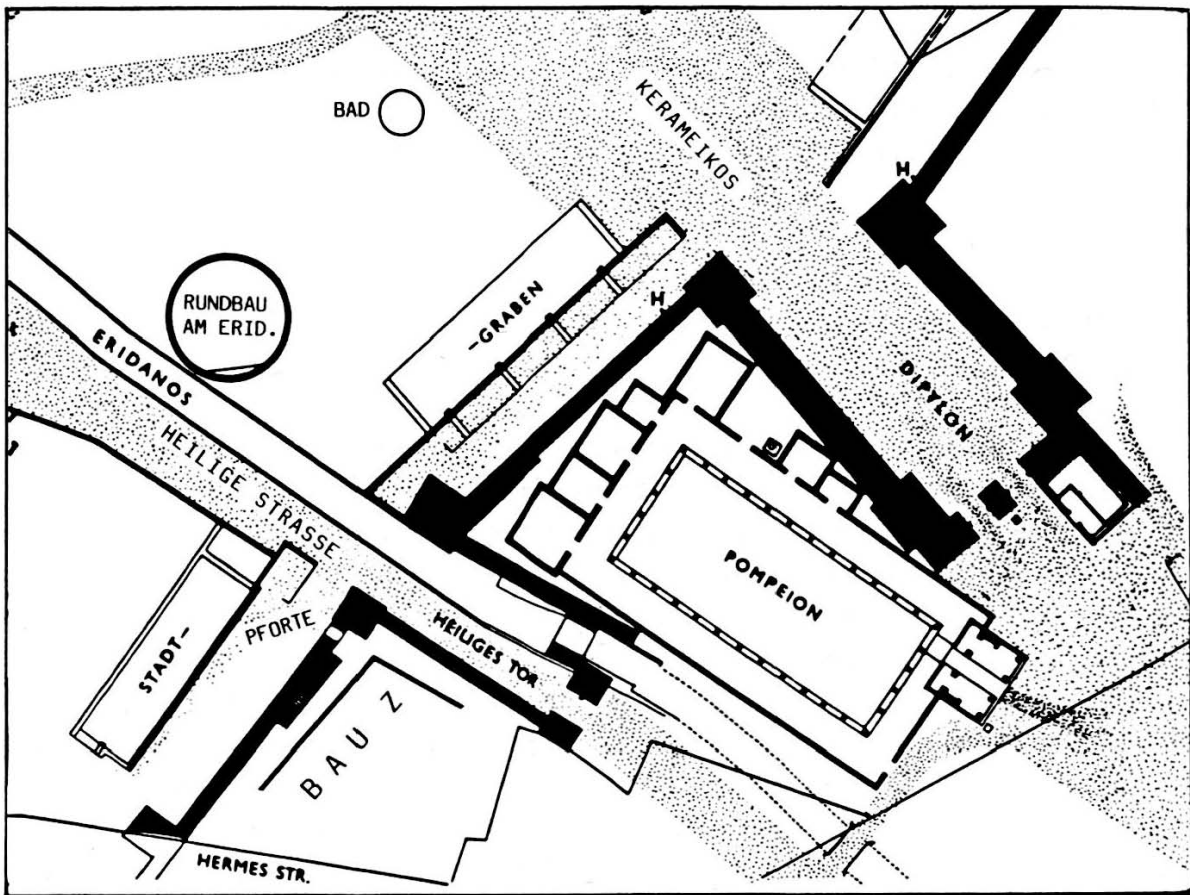 BAD
KERAMEIKOS
H.
RUNDBAU
AM ERID.
-GRABEN
H.
ERIDANOS
DIPYLON
HEILIGE STRASSE
POMPEION
STADT-
PFORTE
HEILIGES TOR
BAU Z
HERMES STR.